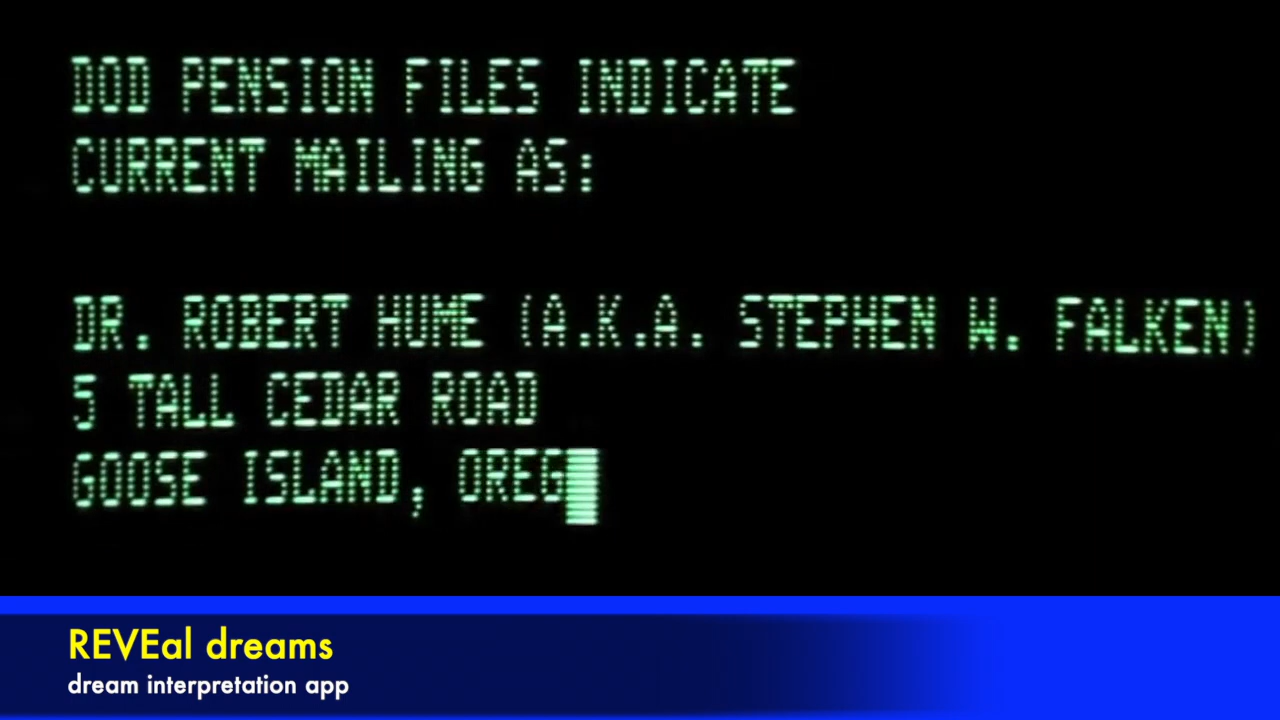 DOD PENSION FILES INDICATE
CURRENT MAILING AS:
DR. ROBERT HUME (A.K.A. STEPHEN W. FALKEN)
5 TALL CEDAR ROAD
GOOSE ISLAND, OREG
REVEal dreams
dream interpretation app